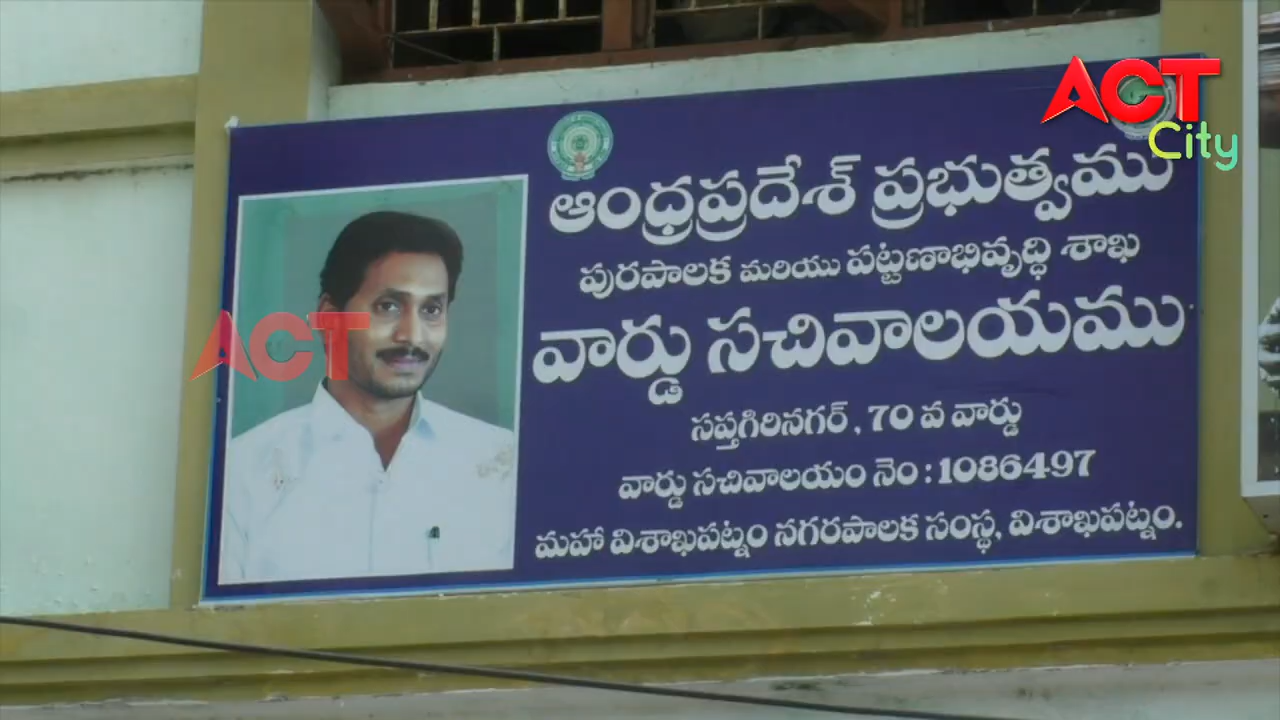 ACT
City
ఆంధ్రప్రదేశ్ ప్రభుత్వము
పురపాలక మరియు పట్టణాభివృద్ధి శాఖ
వార్డు సచివాలయము
ACT
సప్తగిరినగర్, 70 వ వార్డు
వార్డు సచివాలయం నెం : 1086497
మహా విశాఖపట్నం నగరపాలక సంస్థ, విశాఖపట్నం.